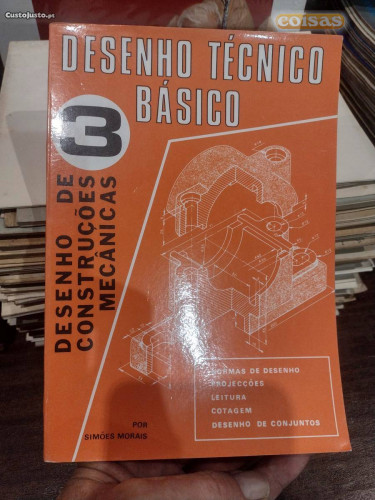 CustoJusto.pt
coisas
DESENHO TÉCNICO
BÁSICO
3
DESENHO DE
CONSTRUÇÕES
MECÂNICAS
NORMAS DE DESENHO
PROJECÇÕES
LEITURA
COTAGEM
DESENHO DE CONJUNTOS
POR
SIMÕES MORAIS